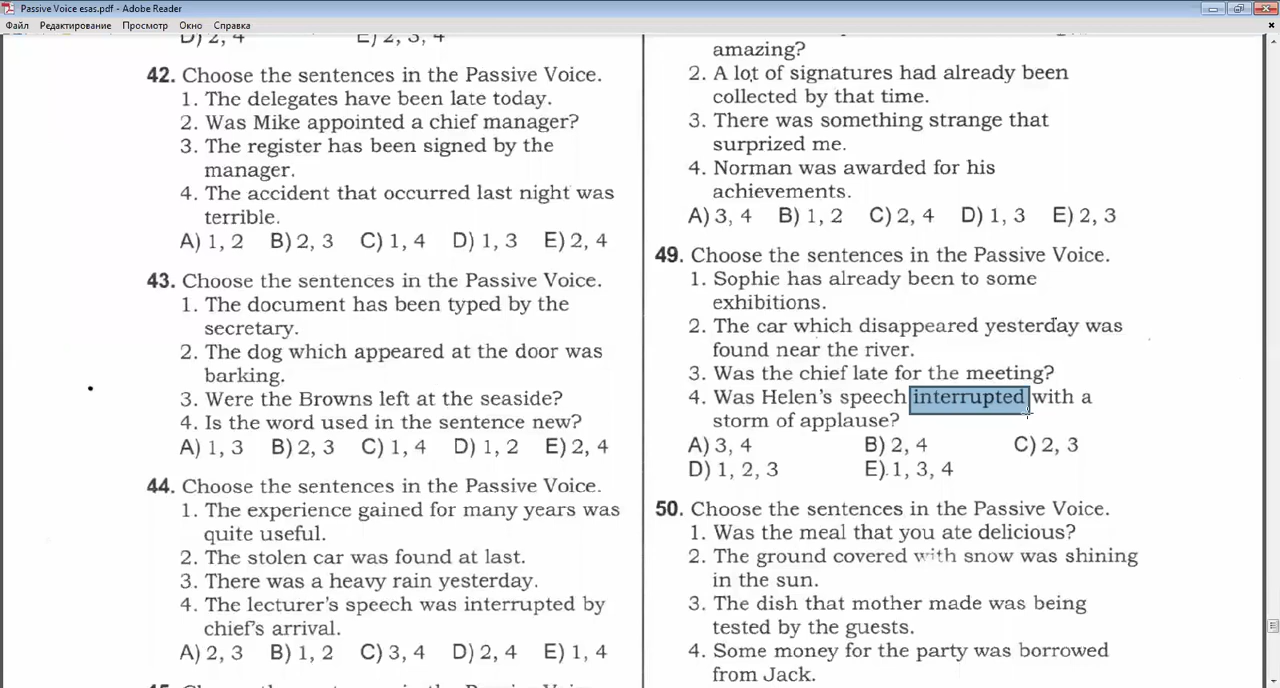 Passive Voice esas.pdf - Adobe Reader
Файл Редактирование Просмотр Окно Справка
D) 2, 4 E) 2, 3, 4
42. Choose the sentences in the Passive Voice.
1. The delegates have been late today.
2. Was Mike appointed a chief manager?
3. The register has been signed by the
manager.
4. The accident that occurred last night was
terrible.
A) 1, 2 B) 2, 3 C) 1, 4 D) 1, 3 E) 2, 4
43. Choose the sentences in the Passive Voice.
1. The document has been typed by the
secretary.
2. The dog which appeared at the door was
barking.
3. Were the Browns left at the seaside?
4. Is the word used in the sentence new?
A) 1, 3 B) 2, 3 C) 1, 4 D) 1, 2 E) 2, 4
44. Choose the sentences in the Passive Voice.
1. The experience gained for many years was
quite useful.
2. The stolen car was found at last.
3. There was a heavy rain yesterday.
4. The lecturer's speech was interrupted by
chief's arrival.
A) 2, 3 B) 1, 2 C) 3, 4 D) 2, 4 E) 1, 4
amazing?
2. A lot of signatures had already been
collected by that time.
3. There was something strange that
surprized me.
4. Norman was awarded for his
achievements.
A) 3, 4 B) 1, 2 C) 2, 4 D) 1, 3 E) 2, 3
49. Choose the sentences in the Passive Voice.
1. Sophie has already been to some
exhibitions.
2. The car which disappeared yesterday was
found near the river.
3. Was the chief late for the meeting?
4. Was Helen's speech interrupted with a
storm of applause?
A) 3, 4 B) 2, 4 C) 2, 3
D) 1, 2, 3 E) 1, 3, 4
50. Choose the sentences in the Passive Voice.
1. Was the meal that you ate delicious?
2. The ground covered with snow was shining
in the sun.
3. The dish that mother made was being
tested by the guests.
4. Some money for the party was borrowed
from Jack.